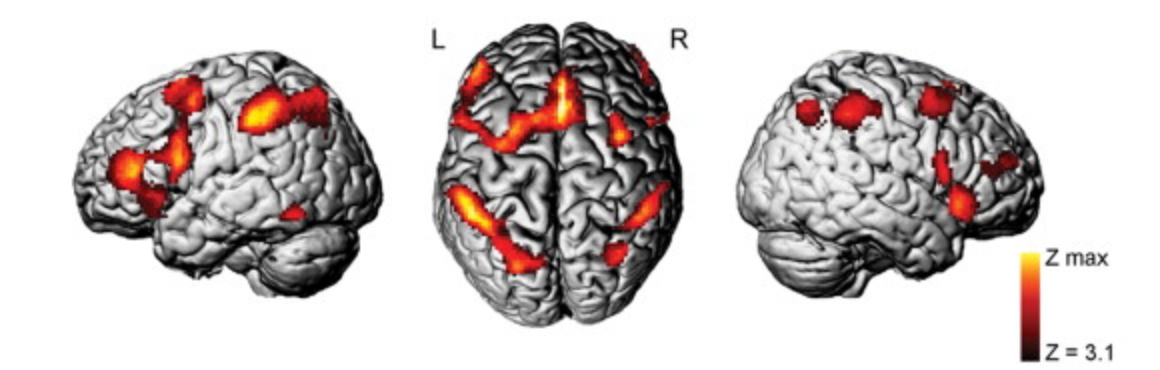 L
R
Z max
Z = 3.1